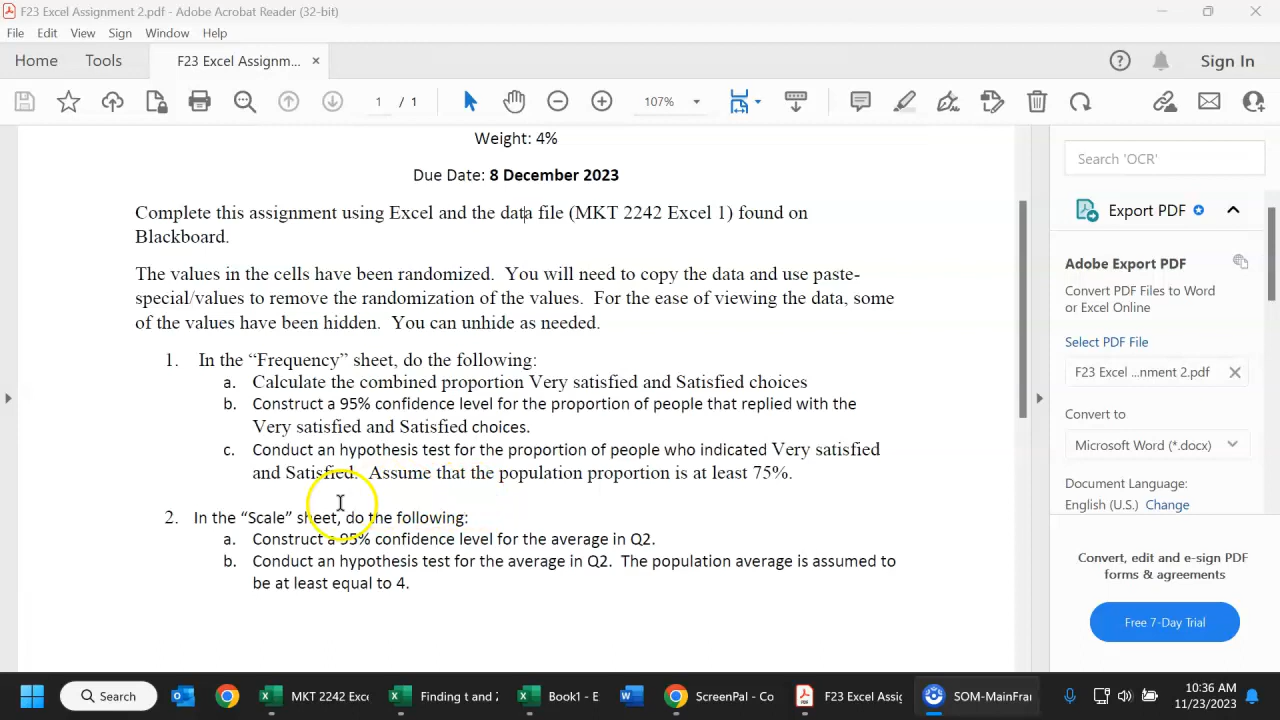 F23 Excel Assignment 2.pdf - Adobe Acrobat Reader (32-bit)
File Edit View Sign Window Help
Home Tools F23 Excel Assignm... × Sign In
1 / 1 107%
Search 'OCR'
Export PDF
Adobe Export PDF
Convert PDF Files to Word
or Excel Online
Select PDF File
F23 Excel ...nment 2.pdf
Convert to
Microsoft Word (*.docx)
Document Language:
English (U.S.) Change
Convert, edit and e-sign PDF
forms & agreements
Free 7-Day Trial
Weight: 4%
Due Date: 8 December 2023
Complete this assignment using Excel and the data file (MKT 2242 Excel 1) found on
Blackboard.
The values in the cells have been randomized. You will need to copy the data and use paste-
special/values to remove the randomization of the values. For the ease of viewing the data, some
of the values have been hidden. You can unhide as needed.
1. In the “Frequency” sheet, do the following:
a. Calculate the combined proportion Very satisfied and Satisfied choices
b. Construct a 95% confidence level for the proportion of people that replied with the
Very satisfied and Satisfied choices.
c. Conduct an hypothesis test for the proportion of people who indicated Very satisfied
and Satisfied. Assume that the population proportion is at least 75%.
2. In the “Scale” sheet, do the following:
a. Construct a 95% confidence level for the average in Q2.
b. Conduct an hypothesis test for the average in Q2. The population average is assumed to
be at least equal to 4.
Search MKT 2242 Exc Finding t and z Book1 - E ScreenPal - Co F23 Excel Assig SOM-MainFra
10:36 AM
11/23/2023